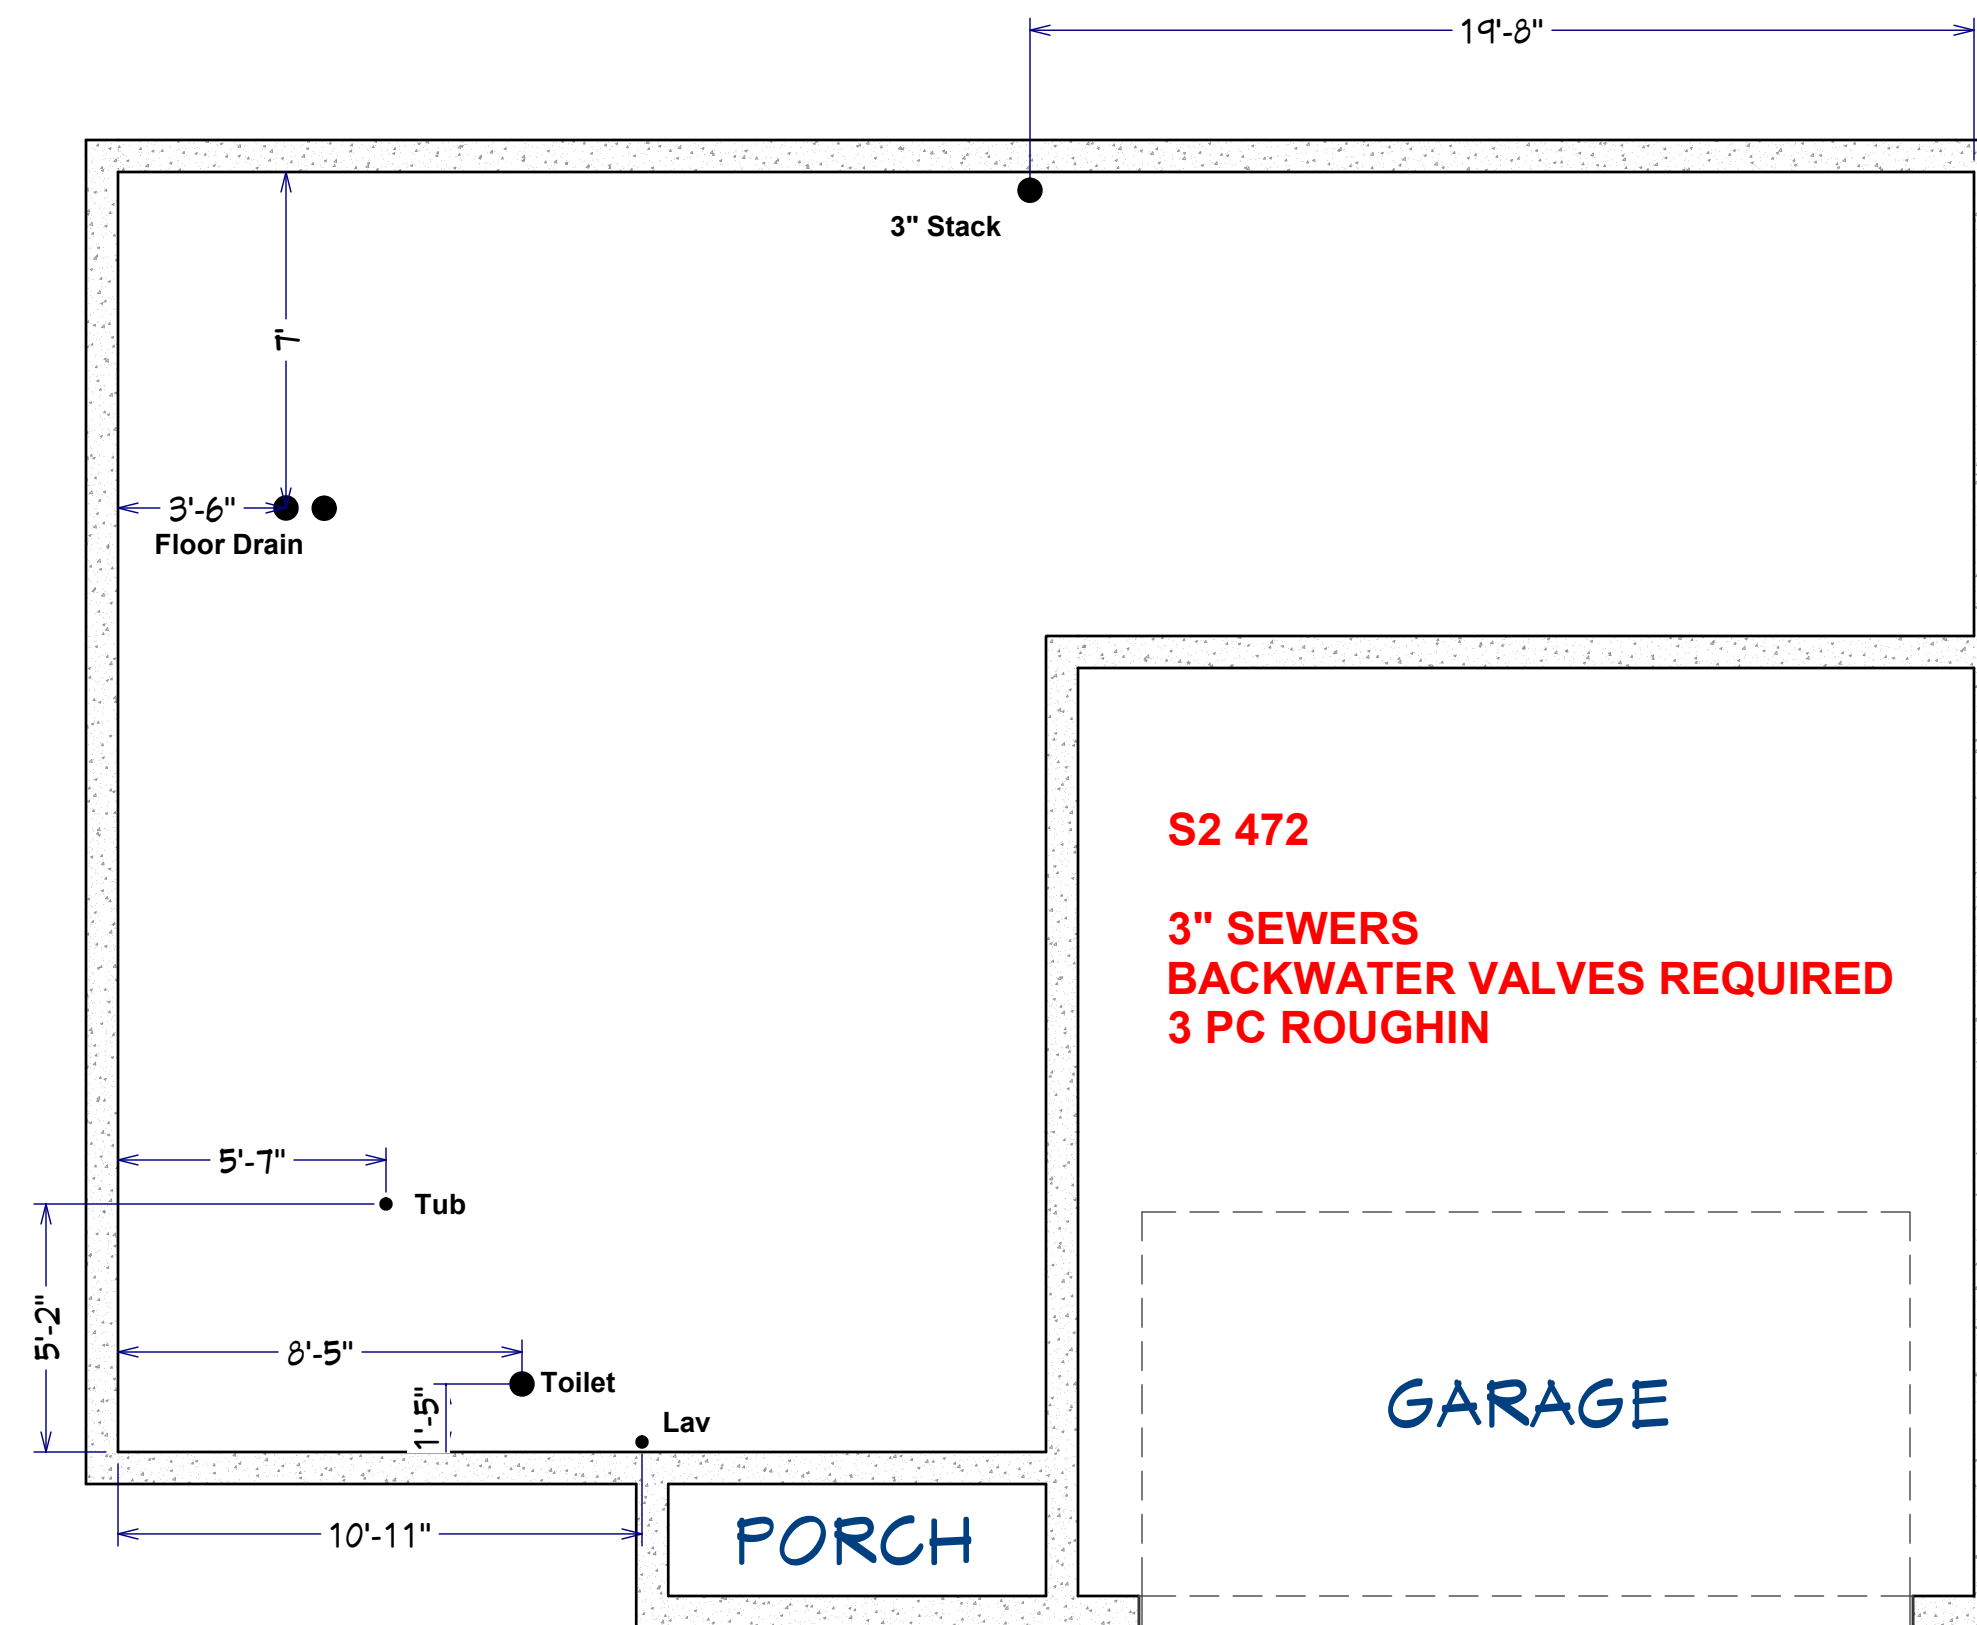 19'-8"
3" Stack
7'
3'-6"
Floor Drain
S2 472
3" SEWERS
BACKWATER VALVES REQUIRED
3 PC ROUGHIN
5'-7"
Tub
5'-2"
8'-5"
Toilet
1'-5"
Lav
GARAGE
10'-11"
PORCH